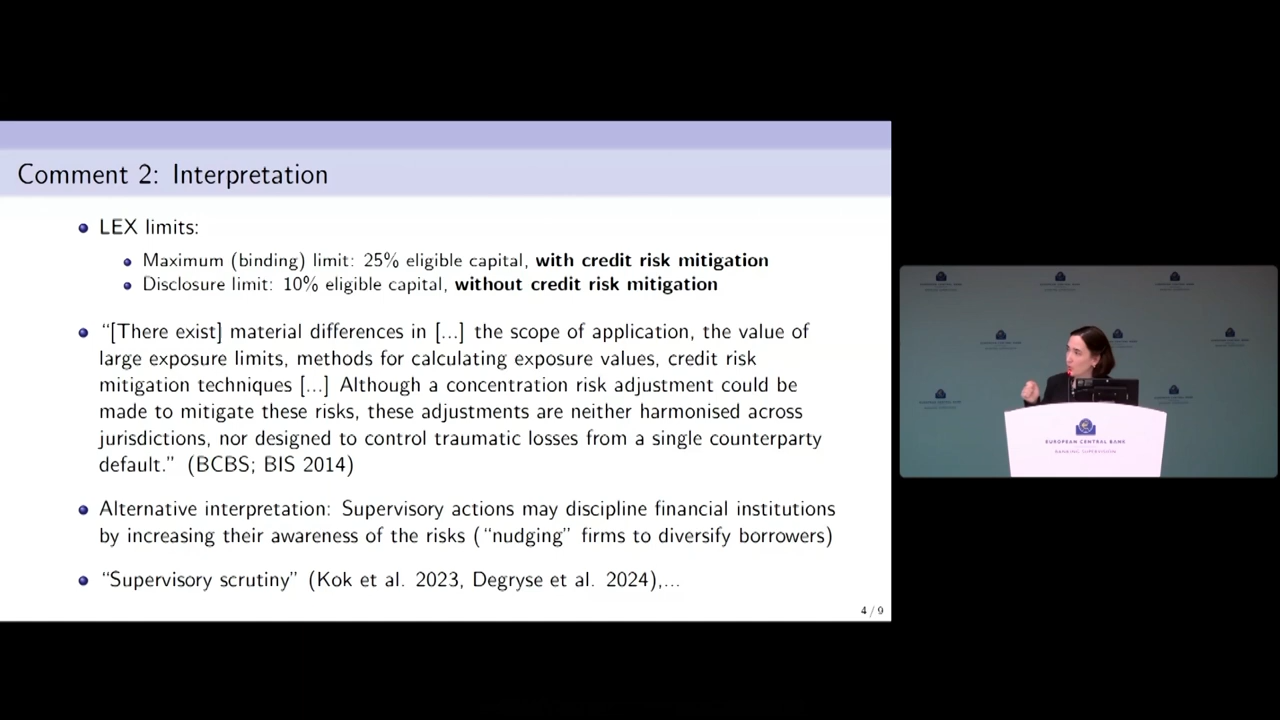 Comment 2: Interpretation
LEX limits:
Maximum (binding) limit: 25% eligible capital, with credit risk mitigation
Disclosure limit: 10% eligible capital, without credit risk mitigation
“[There exist] material differences in [...] the scope of application, the value of
large exposure limits, methods for calculating exposure values, credit risk
mitigation techniques [...] Although a concentration risk adjustment could be
made to mitigate these risks, these adjustments are neither harmonised across
jurisdictions, nor designed to control traumatic losses from a single counterparty
default.” (BCBS; BIS 2014)
Alternative interpretation: Supervisory actions may discipline financial institutions
by increasing their awareness of the risks (“nudging” firms to diversify borrowers)
“Supervisory scrutiny” (Kok et al. 2023, Degryse et al. 2024),...
4 / 9
EUROPEAN CENTRAL BANK
BANKING SUPERVISION